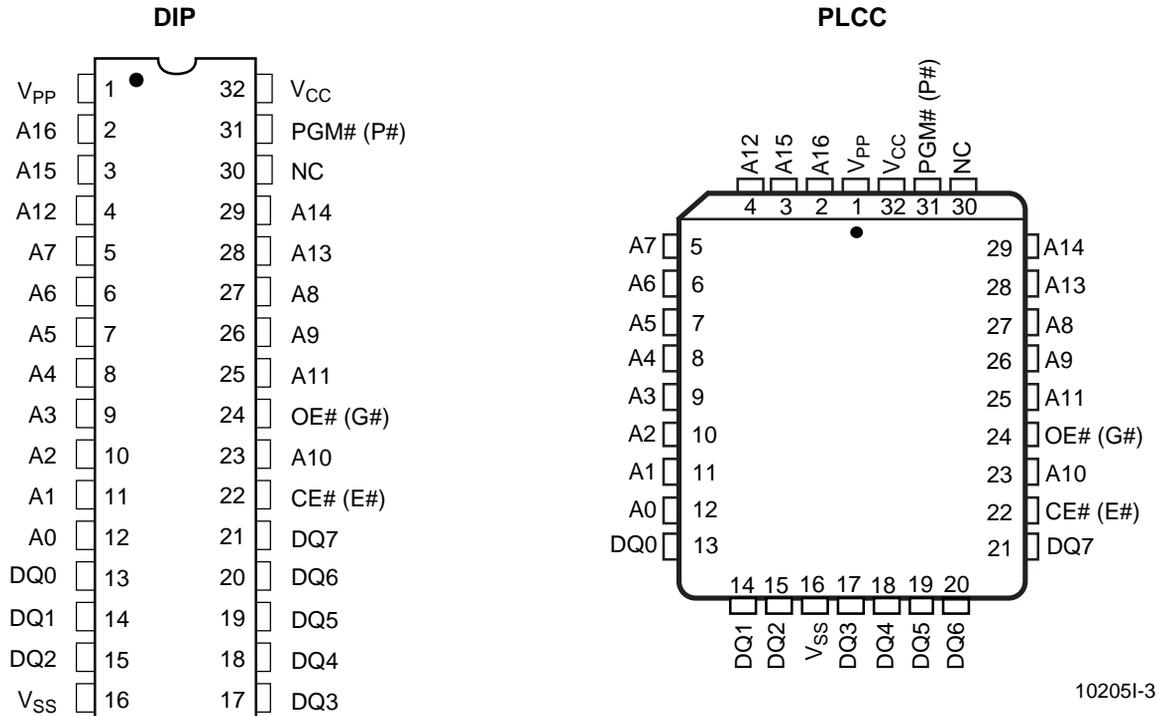 DIP
VPP 1 32 VCC
A16 2 31 PGM# (P#)
A15 3 30 NC
A12 4 29 A14
A7 5 28 A13
A6 6 27 A8
A5 7 26 A9
A4 8 25 A11
A3 9 24 OE# (G#)
A2 10 23 A10
A1 11 22 CE# (E#)
A0 12 21 DQ7
DQ0 13 20 DQ6
DQ1 14 19 DQ5
DQ2 15 18 DQ4
VSS 16 17 DQ3
PLCC
A12 A15 A16 VPP VCC PGM# (P#) NC
4 3 2 1 32 31 30
A7 5 29 A14
A6 6 28 A13
A5 7 27 A8
A4 8 26 A9
A3 9 25 A11
A2 10 24 OE# (G#)
A1 11 23 A10
A0 12 22 CE# (E#)
DQ0 13 21 DQ7
14 15 16 17 18 19 20
DQ1 DQ2 VSS DQ3 DQ4 DQ5 DQ6
10205I-3